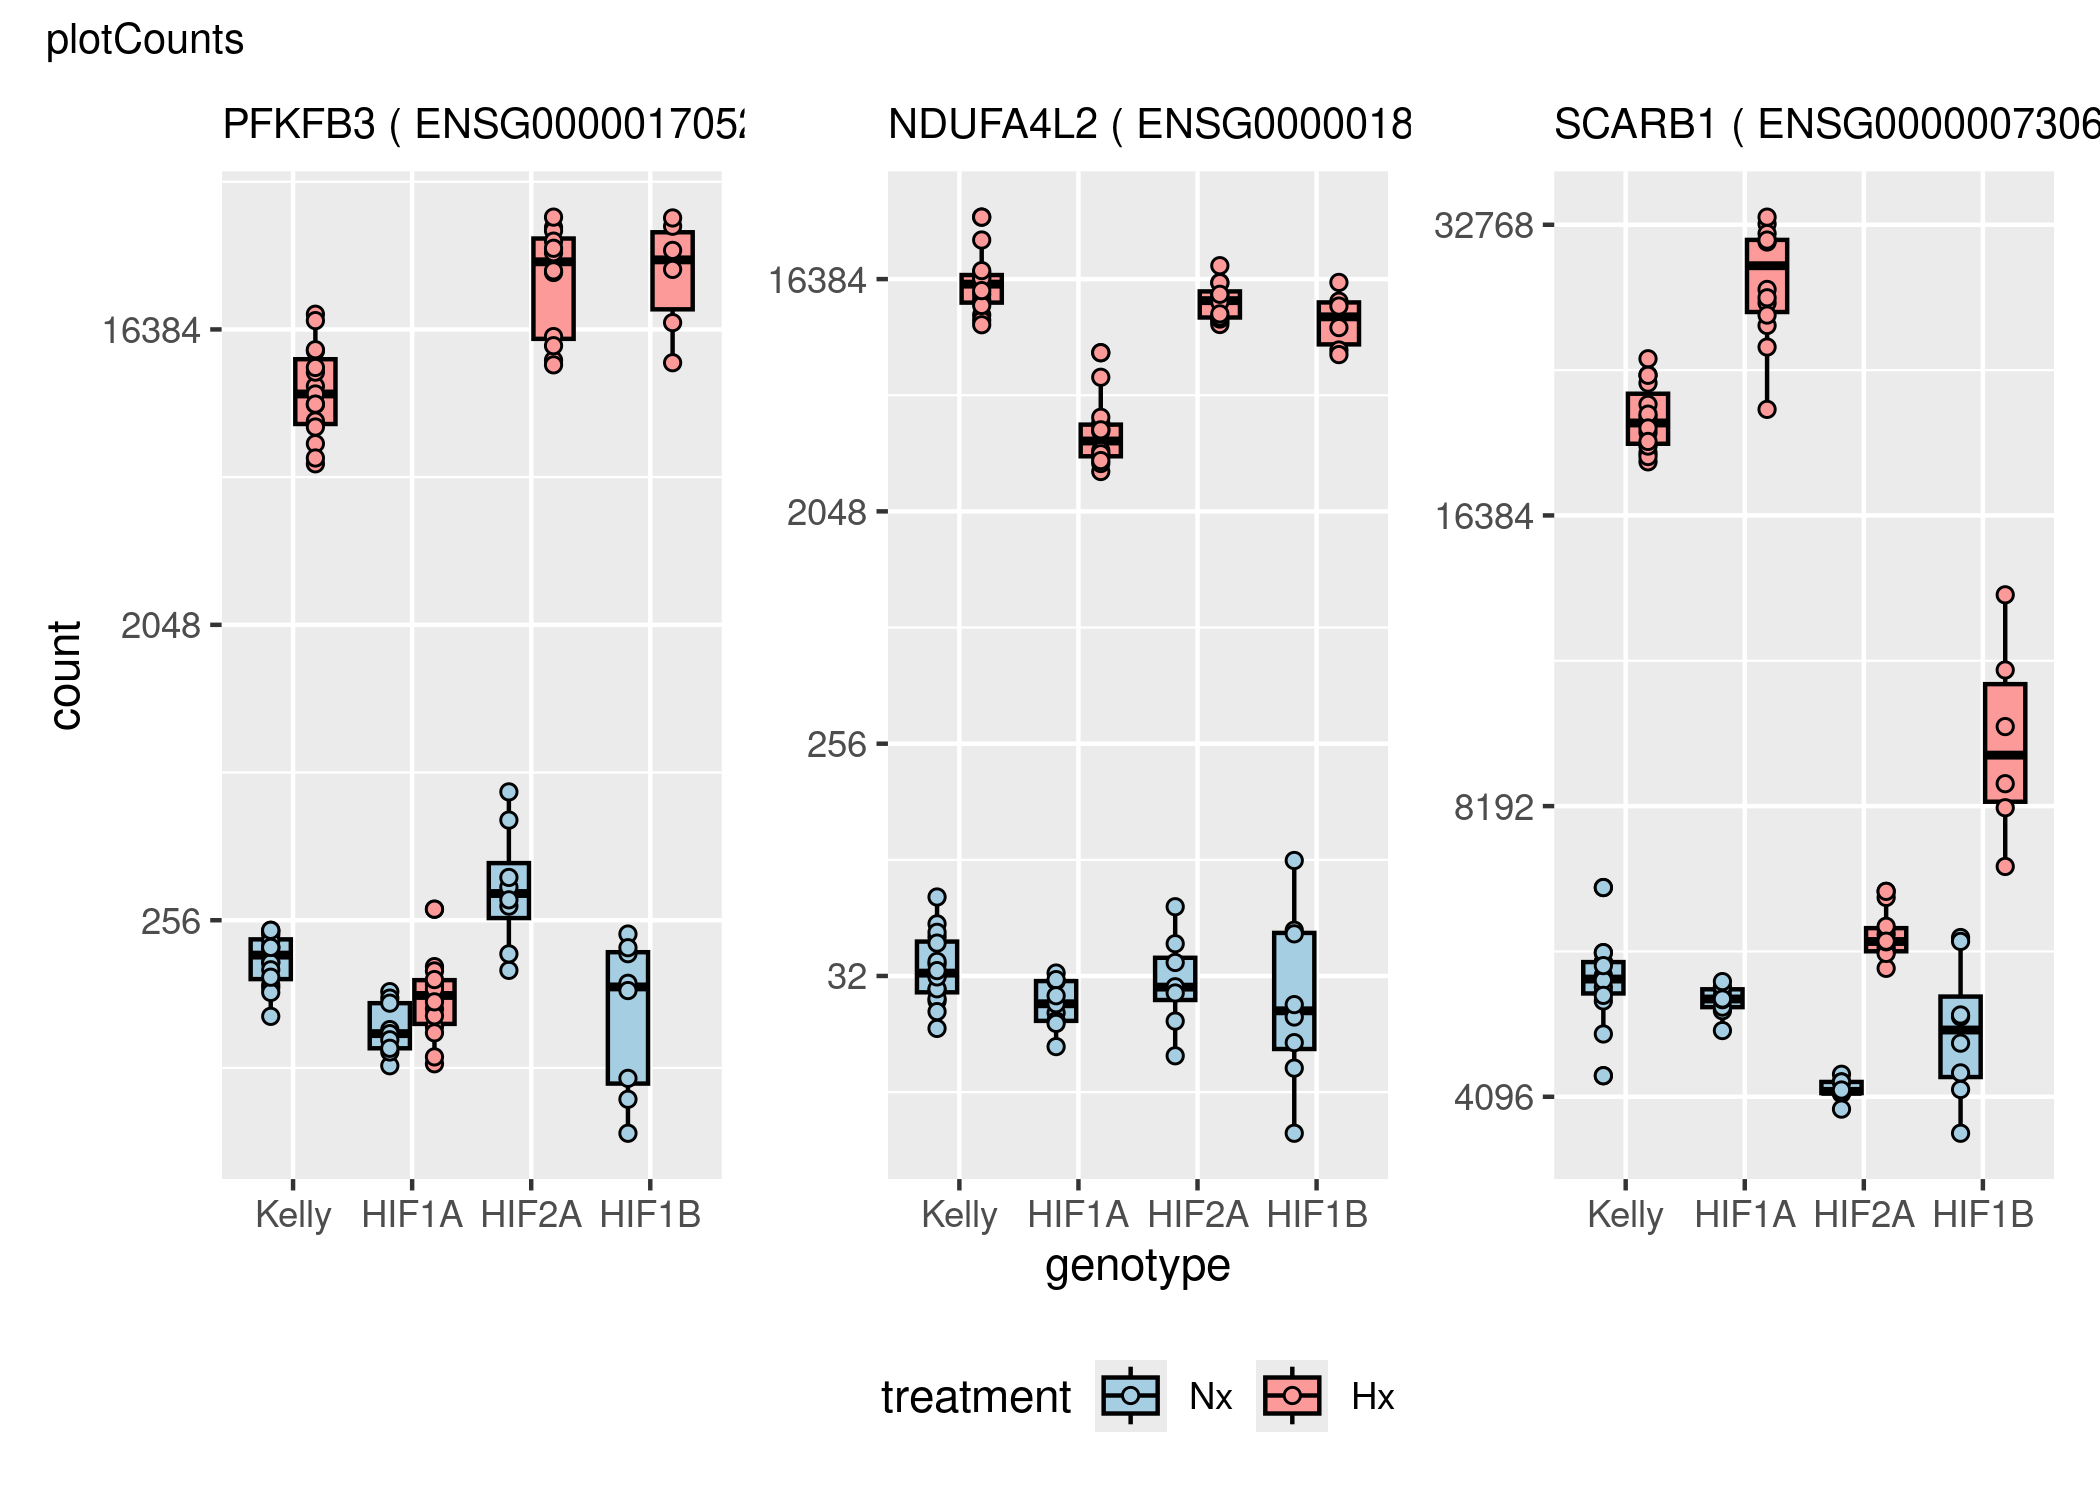 plotCounts
PFKFB3 ( ENSG0000017052
NDUFA4L2 ( ENSG0000018
SCARB1 ( ENSG0000007306
count
16384
2048
256
16384
2048
256
32
32768
16384
8192
4096
Kelly HIF1A HIF2A HIF1B
Kelly HIF1A HIF2A HIF1B
Kelly HIF1A HIF2A HIF1B
genotype
treatment Nx Hx